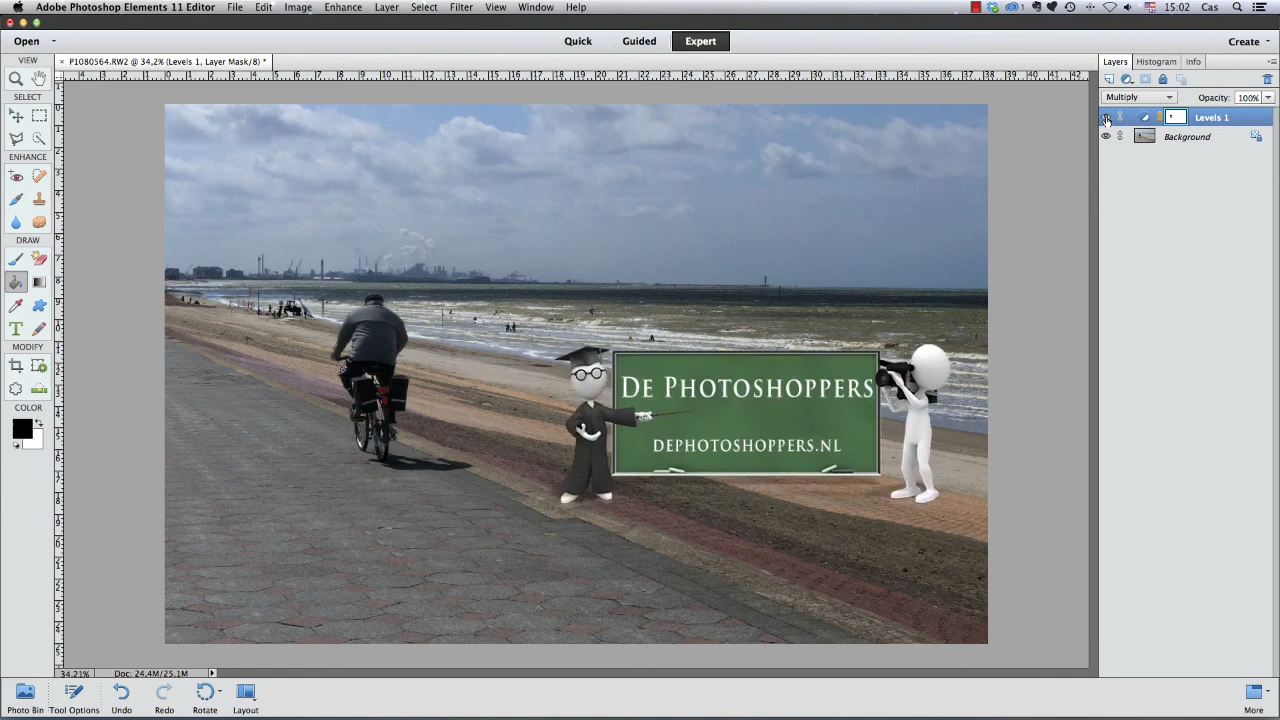 Adobe Photoshop Elements 11 Editor File Edit Image Enhance Layer Select Filter View Window Help 1 15:02 Cas
Open Quick Guided Expert Create
VIEW
× P1080564.RW2 @ 34,2% (Levels 1, Layer Mask/8) *
Layers Histogram Info
SELECT
Multiply Opacity: 100%
Levels 1
Background
ENHANCE
DRAW
MODIFY
COLOR
DE PHOTOSHOPPERS
DEPHOTOSHOPPERS.NL
34.21% Doc: 24.4M/25.1M
Photo Bin Tool Options Undo Redo Rotate Layout More